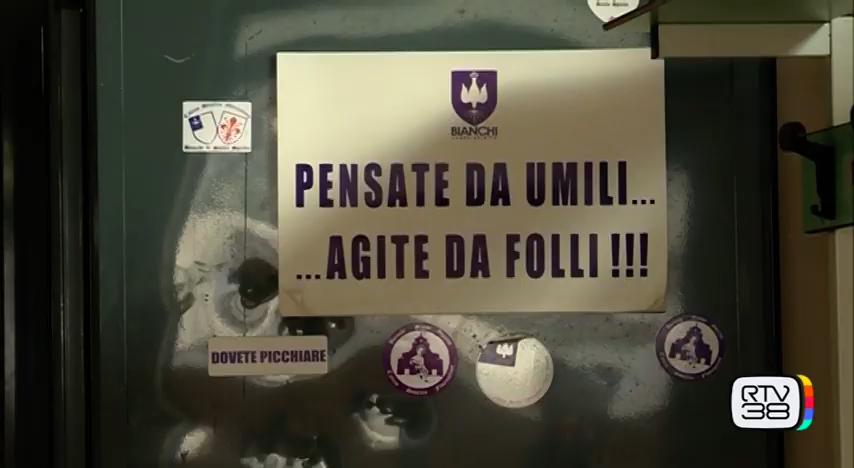 BIANCHI
PENSATE DA UMILI...
...AGITE DA FOLLI !!!
DOVETE PICCHIARE
RTV
38